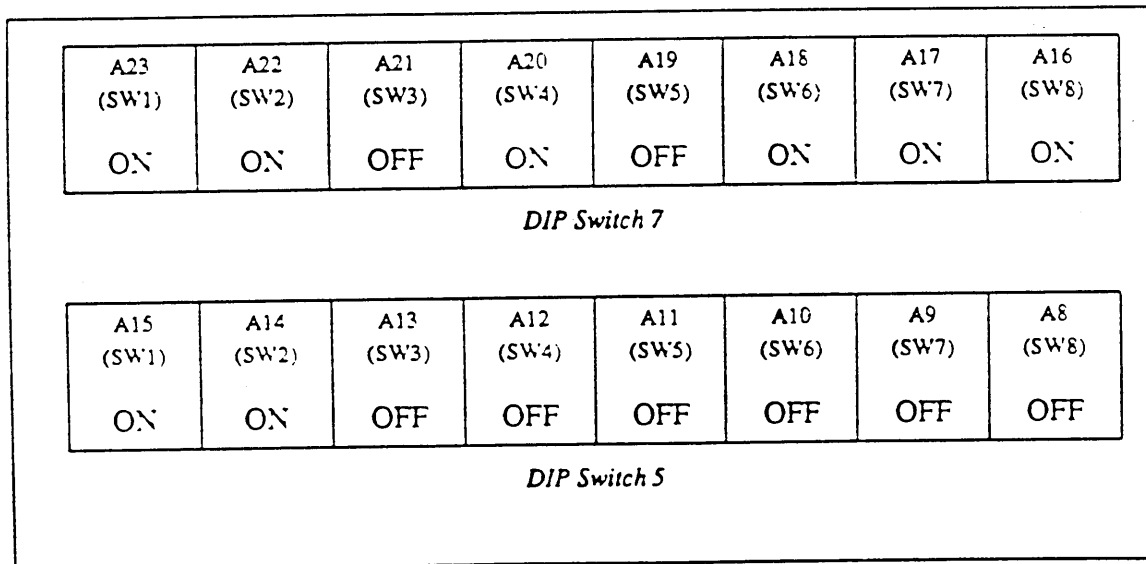 A23 A22 A21 A20 A19 A18 A17 A16
(SW1) (SW2) (SW3) (SW4) (SW5) (SW6) (SW7) (SW8)
ON ON OFF ON OFF ON ON ON
DIP Switch 7
A15 A14 A13 A12 A11 A10 A9 A8
(SW1) (SW2) (SW3) (SW4) (SW5) (SW6) (SW7) (SW8)
ON ON OFF OFF OFF OFF OFF OFF
DIP Switch 5